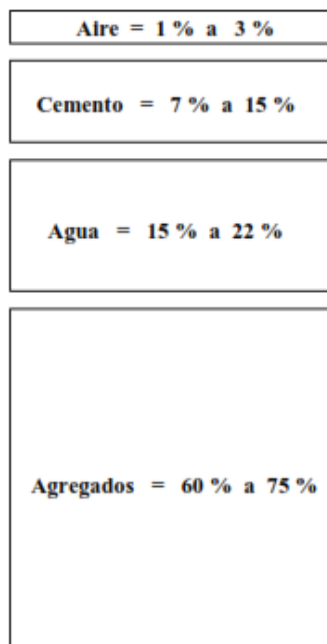 Aire = 1 % a 3 %
Cemento = 7 % a 15 %
Agua = 15 % a 22 %
Agregados = 60 % a 75 %